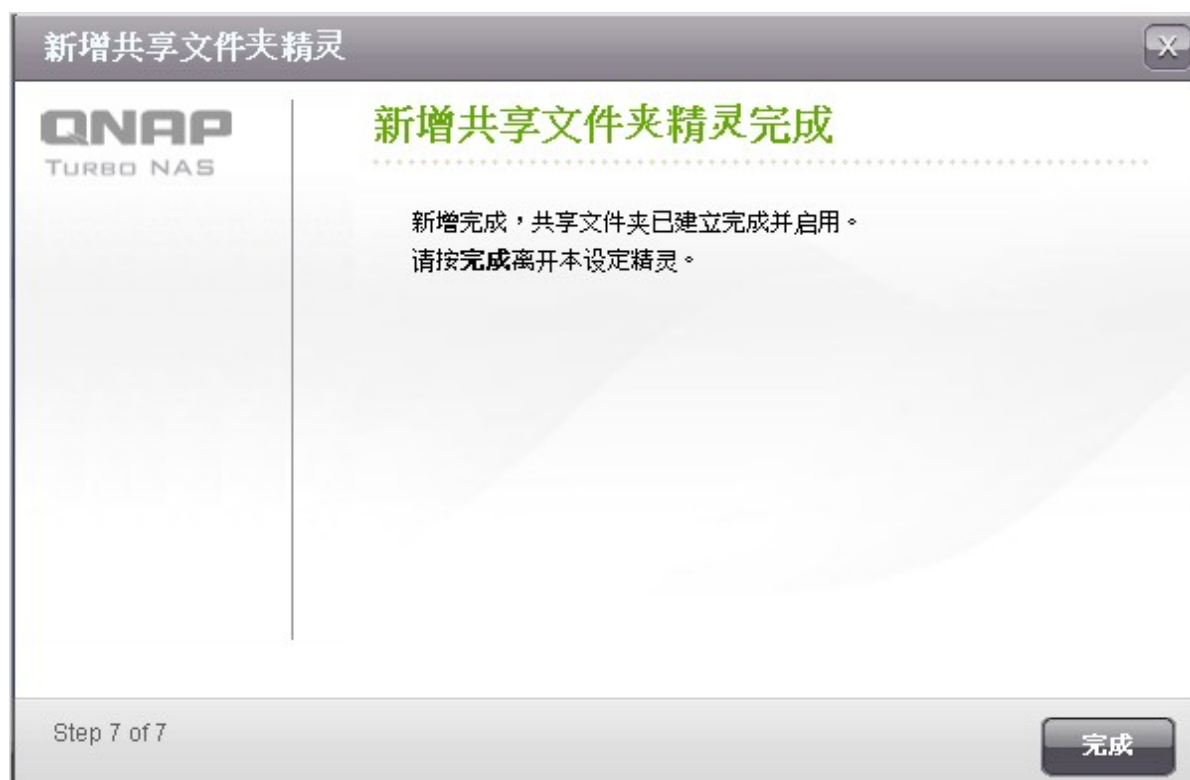 新增共享文件夹精灵
X
QNAP
TURBO NAS
新增共享文件夹精灵完成
新增完成，共享文件夹已建立完成并启用。
请按完成离开本设定精灵。
Step 7 of 7
完成